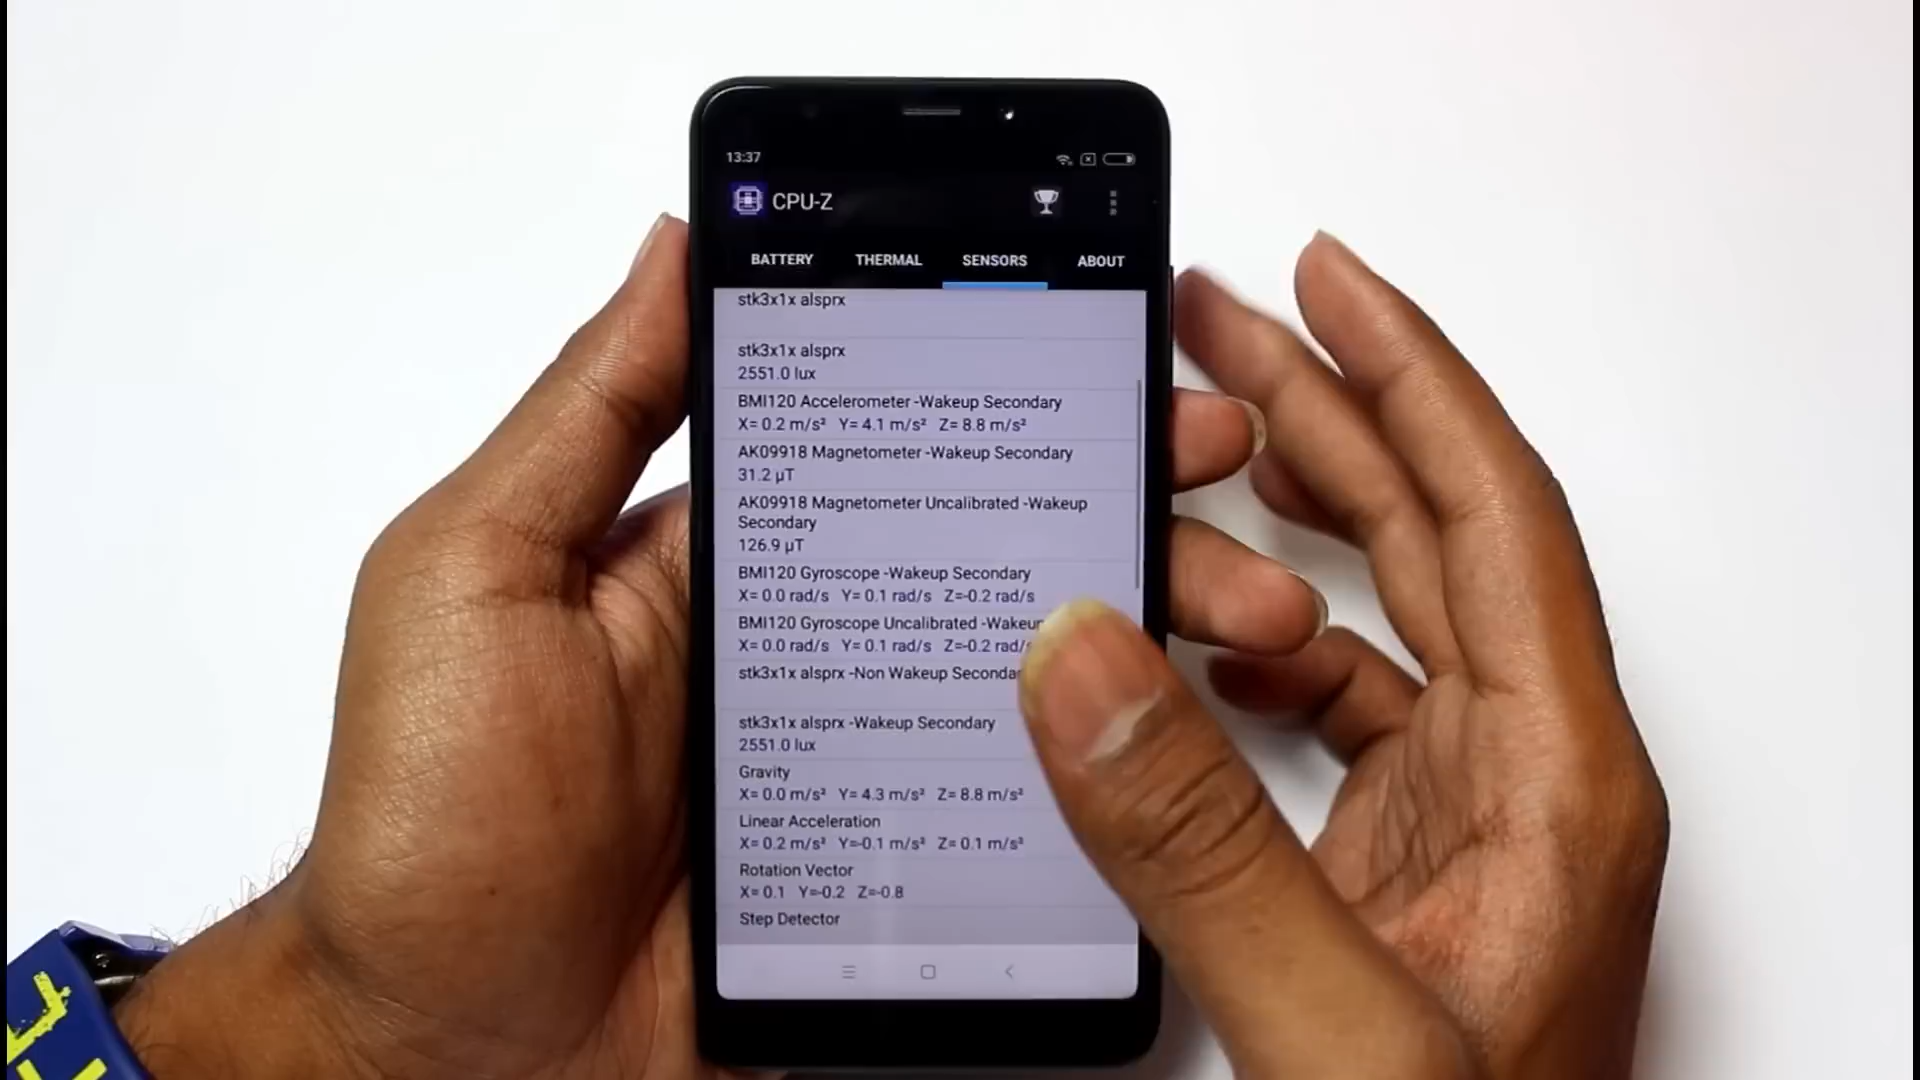 13:37
CPU-Z
BATTERY THERMAL SENSORS ABOUT
stk3x1x alsprx
stk3x1x alsprx
2551.0 lux
BMI120 Accelerometer -Wakeup Secondary
X= 0.2 m/s² Y= 4.1 m/s² Z= 8.8 m/s²
AK09918 Magnetometer -Wakeup Secondary
31.2 μT
AK09918 Magnetometer Uncalibrated -Wakeup
Secondary
126.9 μT
BMI120 Gyroscope -Wakeup Secondary
X= 0.0 rad/s Y= 0.1 rad/s Z=-0.2 rad/s
BMI120 Gyroscope Uncalibrated -Wakeup
X= 0.0 rad/s Y= 0.1 rad/s Z=-0.2 rad/s
stk3x1x alsprx -Non Wakeup Seconda
stk3x1x alsprx -Wakeup Secondary
2551.0 lux
Gravity
X= 0.0 m/s² Y= 4.3 m/s² Z= 8.8 m/s²
Linear Acceleration
X= 0.2 m/s² Y=-0.1 m/s² Z= 0.1 m/s²
Rotation Vector
X= 0.1 Y=-0.2 Z=-0.8
Step Detector